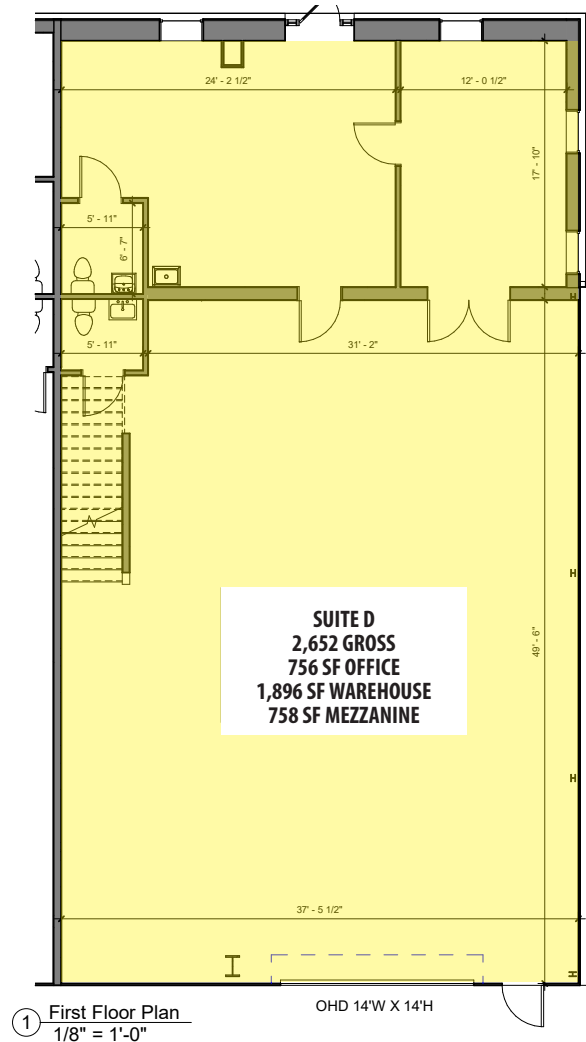 24' - 2 1/2"
12' - 0 1/2"
17' - 10"
5' - 11"
6' - 7"
5' - 11"
31' - 2"
49' - 6"
SUITE D
2,652 GROSS
756 SF OFFICE
1,896 SF WAREHOUSE
758 SF MEZZANINE
37' - 5 1/2"
OHD 14'W X 14'H
1 First Floor Plan
1/8" = 1'-0"